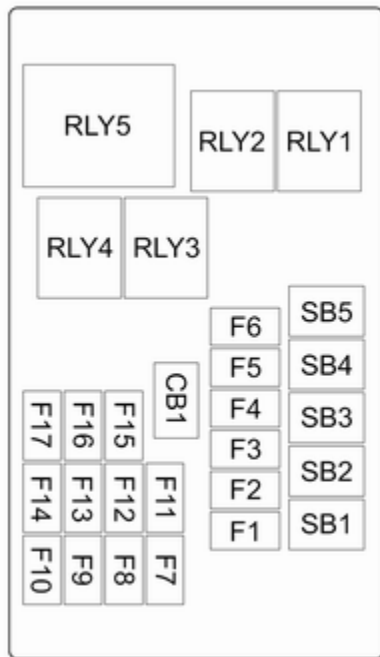 RLY5
RLY2 RLY1
RLY4 RLY3
SB5
F6
SB4
F5
CB1
F4
SB3
F17 F16 F15
F3
SB2
F2
F14 F13 F12 F11
SB1
F1
F10 F9 F8 F7